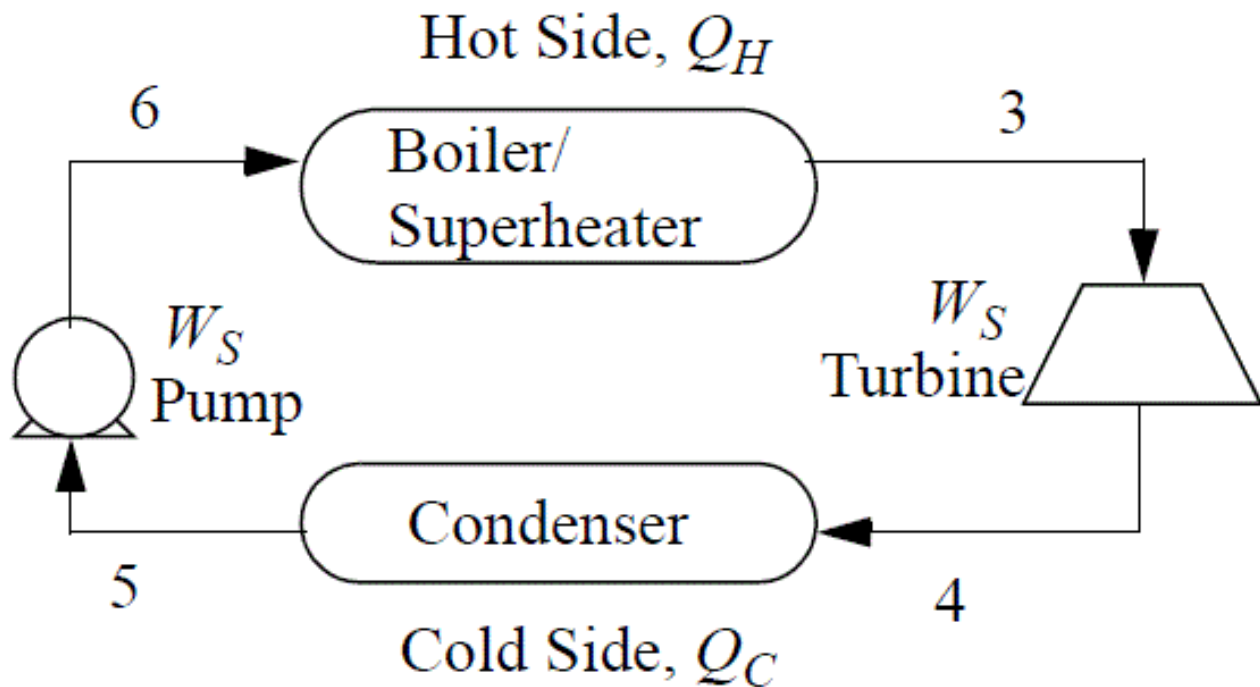 Hot Side, Q_H
6
3
Boiler/
Superheater
W_S
Pump
W_S
Turbine
Condenser
5
4
Cold Side, Q_C